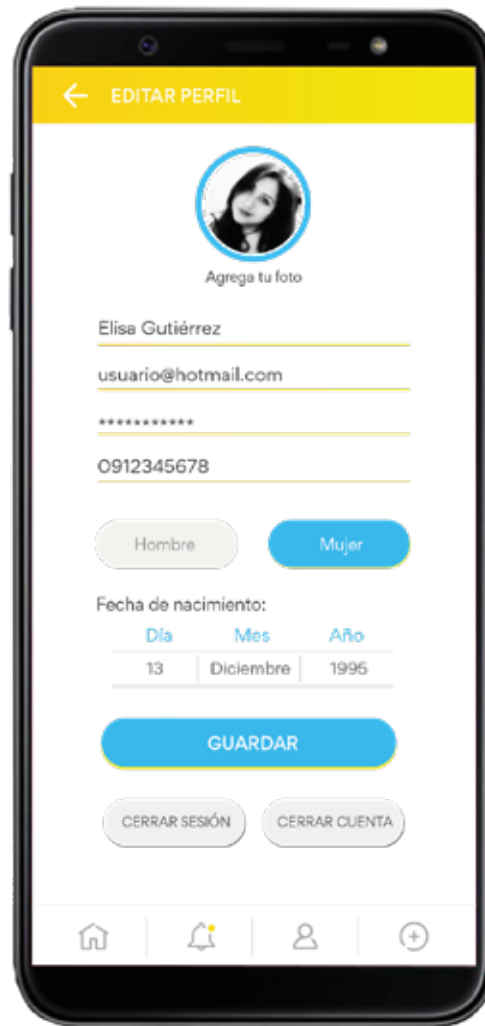 EDITAR PERFIL
Agrega tu foto
Elisa Gutiérrez
usuario@hotmail.com
***********
0912345678
Hombre Mujer
Fecha de nacimiento:
Día Mes Año
13 Diciembre 1995
GUARDAR
CERRAR SESIÓN CERRAR CUENTA